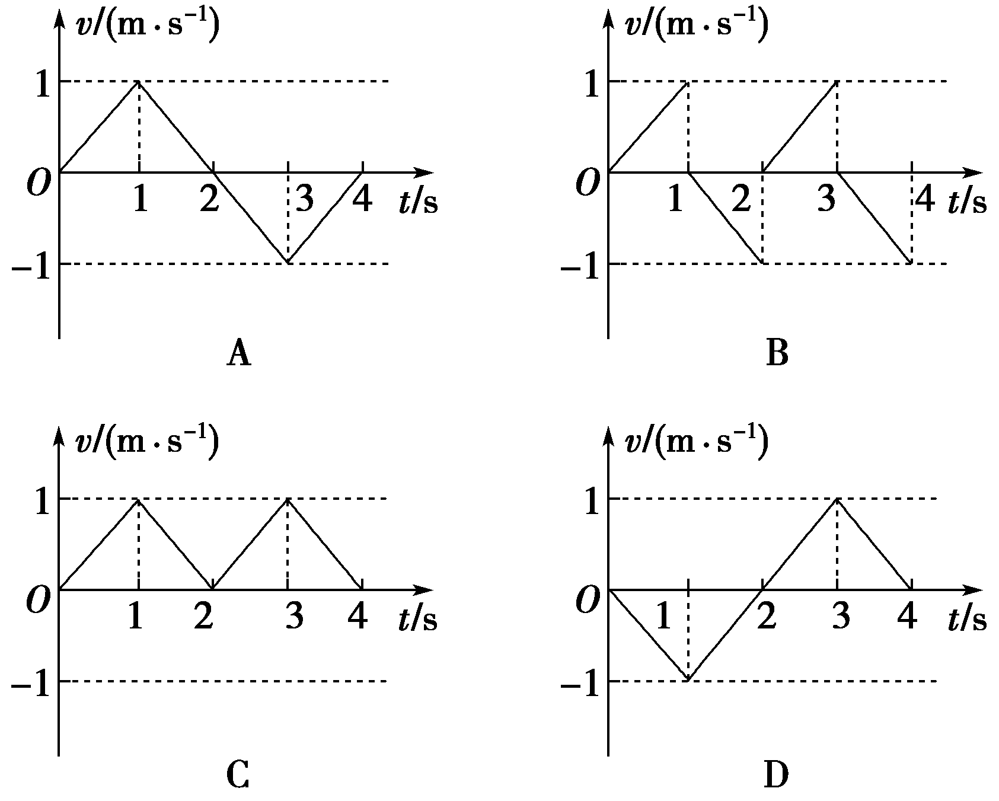 v/(m·s⁻¹)
1
O
1 2 3 4 t/s
−1
A
v/(m·s⁻¹)
1
O
1 2 3 4 t/s
−1
B
v/(m·s⁻¹)
1
O
1 2 3 4 t/s
−1
C
v/(m·s⁻¹)
1
O
1 2 3 4 t/s
−1
D